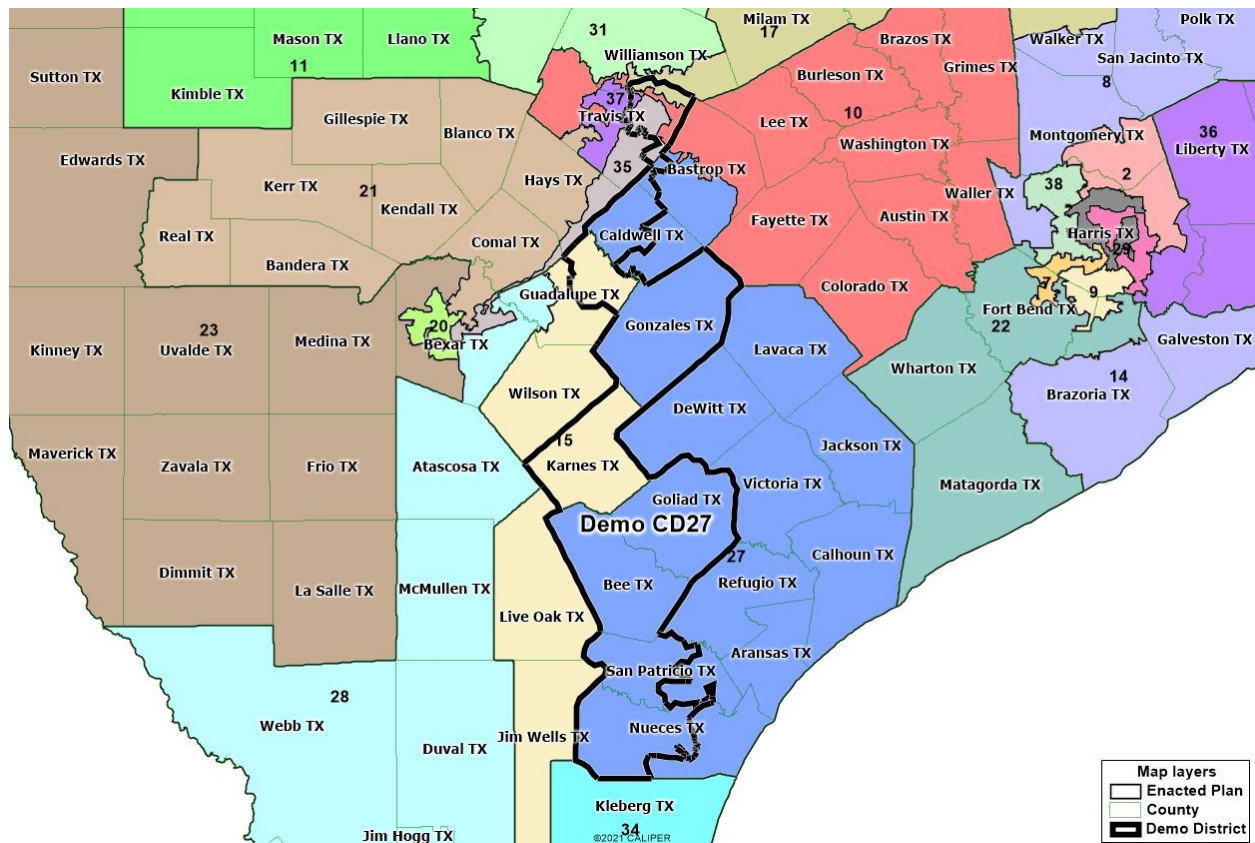 Polk TX
Milam TX
17
31
Mason TX
Llano TX
Walker TX
Brazos TX
Williamson TX
San Jacinto TX
11
Grimes TX
Sutton TX
Burleson TX
8
Kimble TX
37
10
Travis TX
Gillespie TX
Lee TX
36
Blanco TX
Montgomery TX
Washington TX
Liberty TX
Edwards TX
35
Bastrop TX
2
Hays TX
38
Kerr TX
21
Waller TX
Kendall TX
Fayette TX
Austin TX
Harris TX
Real TX
Caldwell TX
Comal TX
29
Bandera TX
Colorado TX
7
9
Guadalupe TX
Fort Bend TX
Gonzales TX
20
22
23
Bexar TX
Galveston TX
Kinney TX
Uvalde TX
Medina TX
Lavaca TX
Wharton TX
14
Brazoria TX
Wilson TX
DeWitt TX
15
Jackson TX
Maverick TX
Zavala TX
Frio TX
Atascosa TX
Karnes TX
Victoria TX
Matagorda TX
Goliad TX
Demo CD27
27
Calhoun TX
Dimmit TX
Bee TX
Refugio TX
La Salle TX
McMullen TX
Live Oak TX
Aransas TX
San Patricio TX
28
Webb TX
Nueces TX
Duval TX
Jim Wells TX
Map layers
Enacted Plan
County
Demo District
Kleberg TX
34
Jim Hogg TX
©2021 CALIPER